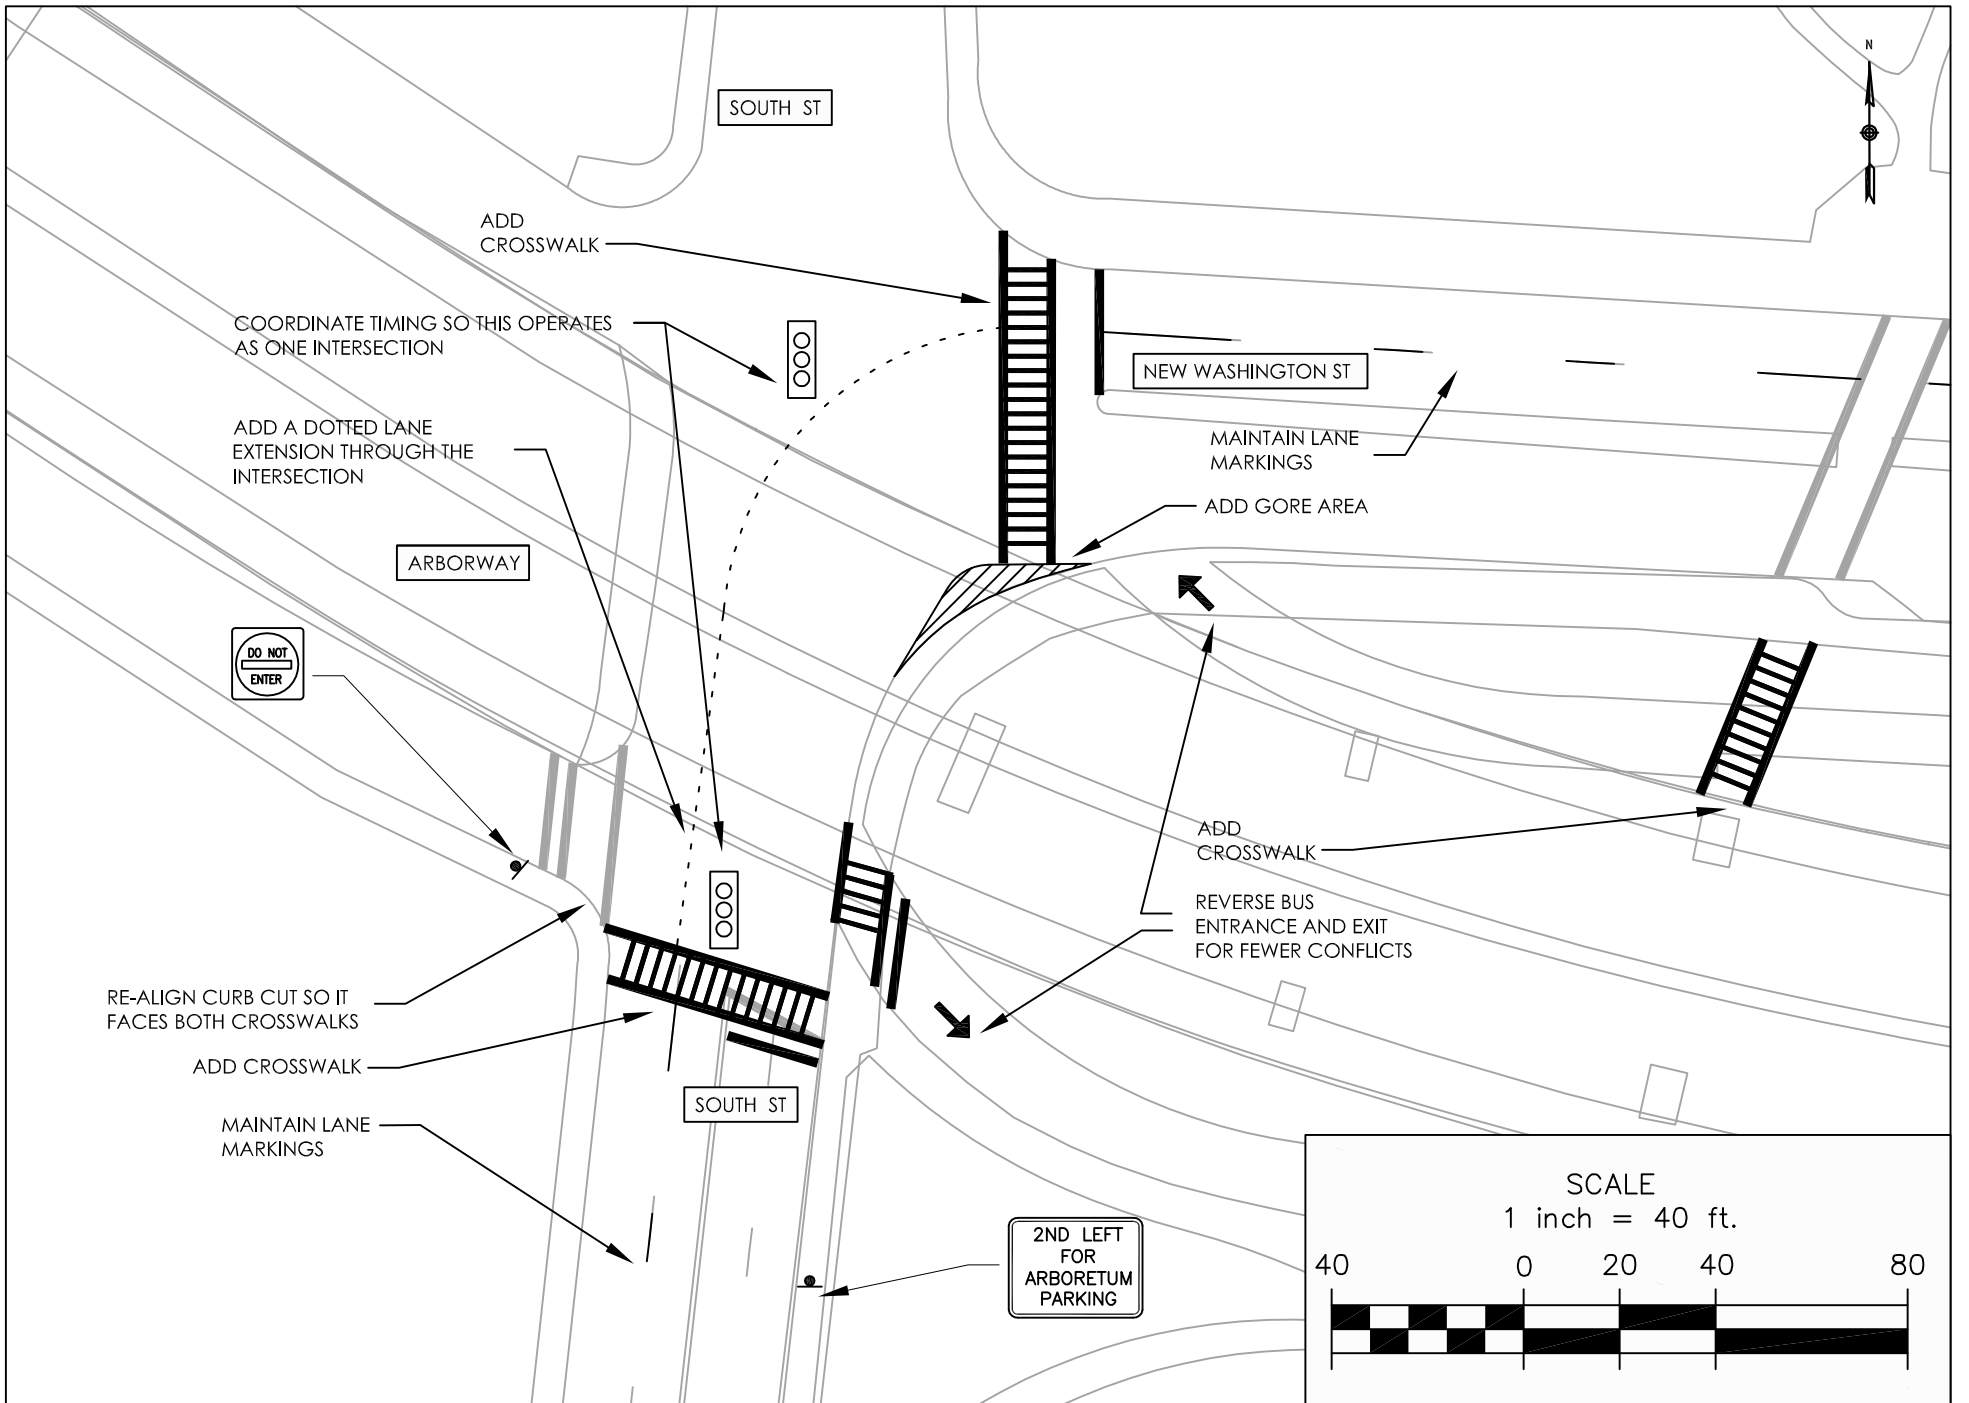 N
SOUTH ST
ADD
CROSSWALK
COORDINATE TIMING SO THIS OPERATES
AS ONE INTERSECTION
NEW WASHINGTON ST
ADD A DOTTED LANE
EXTENSION THROUGH THE
INTERSECTION
MAINTAIN LANE
MARKINGS
ADD GORE AREA
ARBORWAY
DO NOT
ENTER
ADD
CROSSWALK
REVERSE BUS
ENTRANCE AND EXIT
FOR FEWER CONFLICTS
RE-ALIGN CURB CUT SO IT
FACES BOTH CROSSWALKS
ADD CROSSWALK
SOUTH ST
MAINTAIN LANE
MARKINGS
2ND LEFT
FOR
ARBORETUM
PARKING
SCALE
1 inch = 40 ft.
40 0 20 40 80